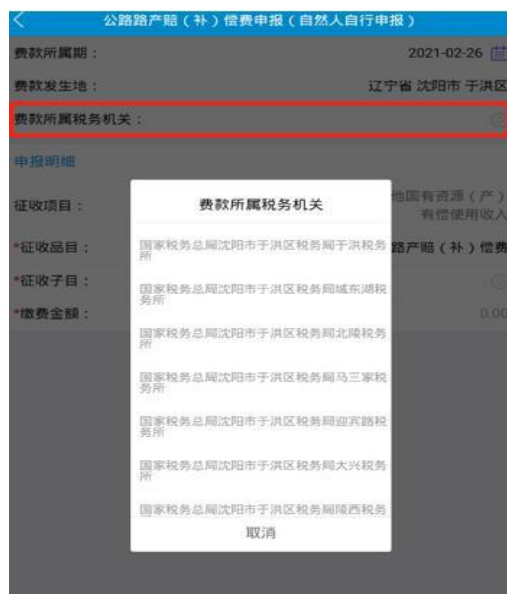 公路路产赔（补）偿费申报（自然人自行申报）
费款所属期： 2021-02-26
费款发生地： 辽宁省 沈阳市 于洪区
费款所属税务机关：
申报明细
征收项目： 他国有资源（产）
有偿使用收入
*征收品目： 路产赔（补）偿费
*征收子目：
*缴费金额： 0.00
费款所属税务机关
国家税务总局沈阳市于洪区税务局于洪税务
所
国家税务总局沈阳市于洪区税务局城东湖税
务所
国家税务总局沈阳市于洪区税务局北陵税务
所
国家税务总局沈阳市于洪区税务局马三家税
务所
国家税务总局沈阳市于洪区税务局迎宾路税
务所
国家税务总局沈阳市于洪区税务局大兴税务
所
国家税务总局沈阳市于洪区税务局陵西税务
取消